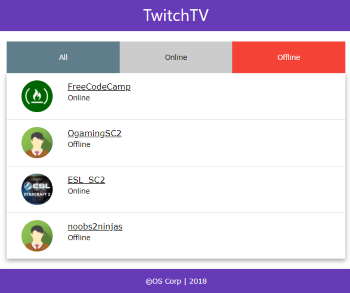 TwitchTV
All Online Offline
FreeCodeCamp
Online
OgamingSC2
Offline
ESL
STARCRAFT II
ESL_SC2
Online
noobs2ninjas
Offline
©OS Corp | 2018